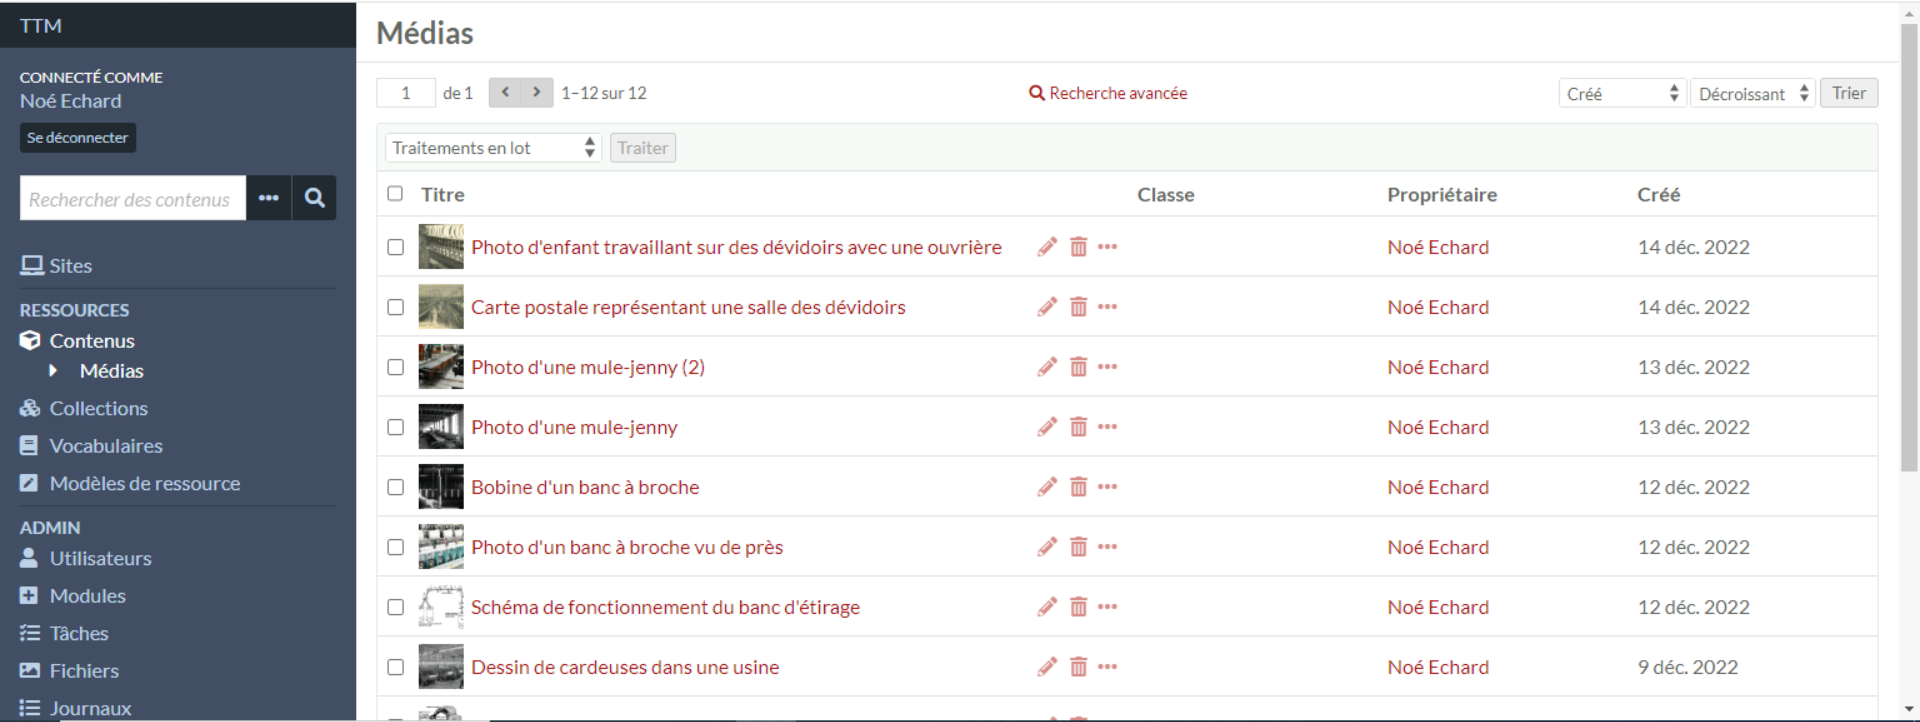 TTM
CONNECTÉ COMME
Noé Echard
Se déconnecter
Rechercher des contenus
Sites
RESSOURCES
Contenus
Médias
Collections
Vocabulaires
Modèles de ressource
ADMIN
Utilisateurs
Modules
Tâches
Fichiers
Journaux
Médias
1 de 1 1–12 sur 12 Recherche avancée Créé Décroissant Trier
Traitements en lot Traiter
Titre Classe Propriétaire Créé
Photo d'enfant travaillant sur des dévidoirs avec une ouvrière Noé Echard 14 déc. 2022
Carte postale représentant une salle des dévidoirs Noé Echard 14 déc. 2022
Photo d'une mule-jenny (2) Noé Echard 13 déc. 2022
Photo d'une mule-jenny Noé Echard 13 déc. 2022
Bobine d'un banc à broche Noé Echard 12 déc. 2022
Photo d'un banc à broche vu de près Noé Echard 12 déc. 2022
Schéma de fonctionnement du banc d'étirage Noé Echard 12 déc. 2022
Dessin de cardeuses dans une usine Noé Echard 9 déc. 2022